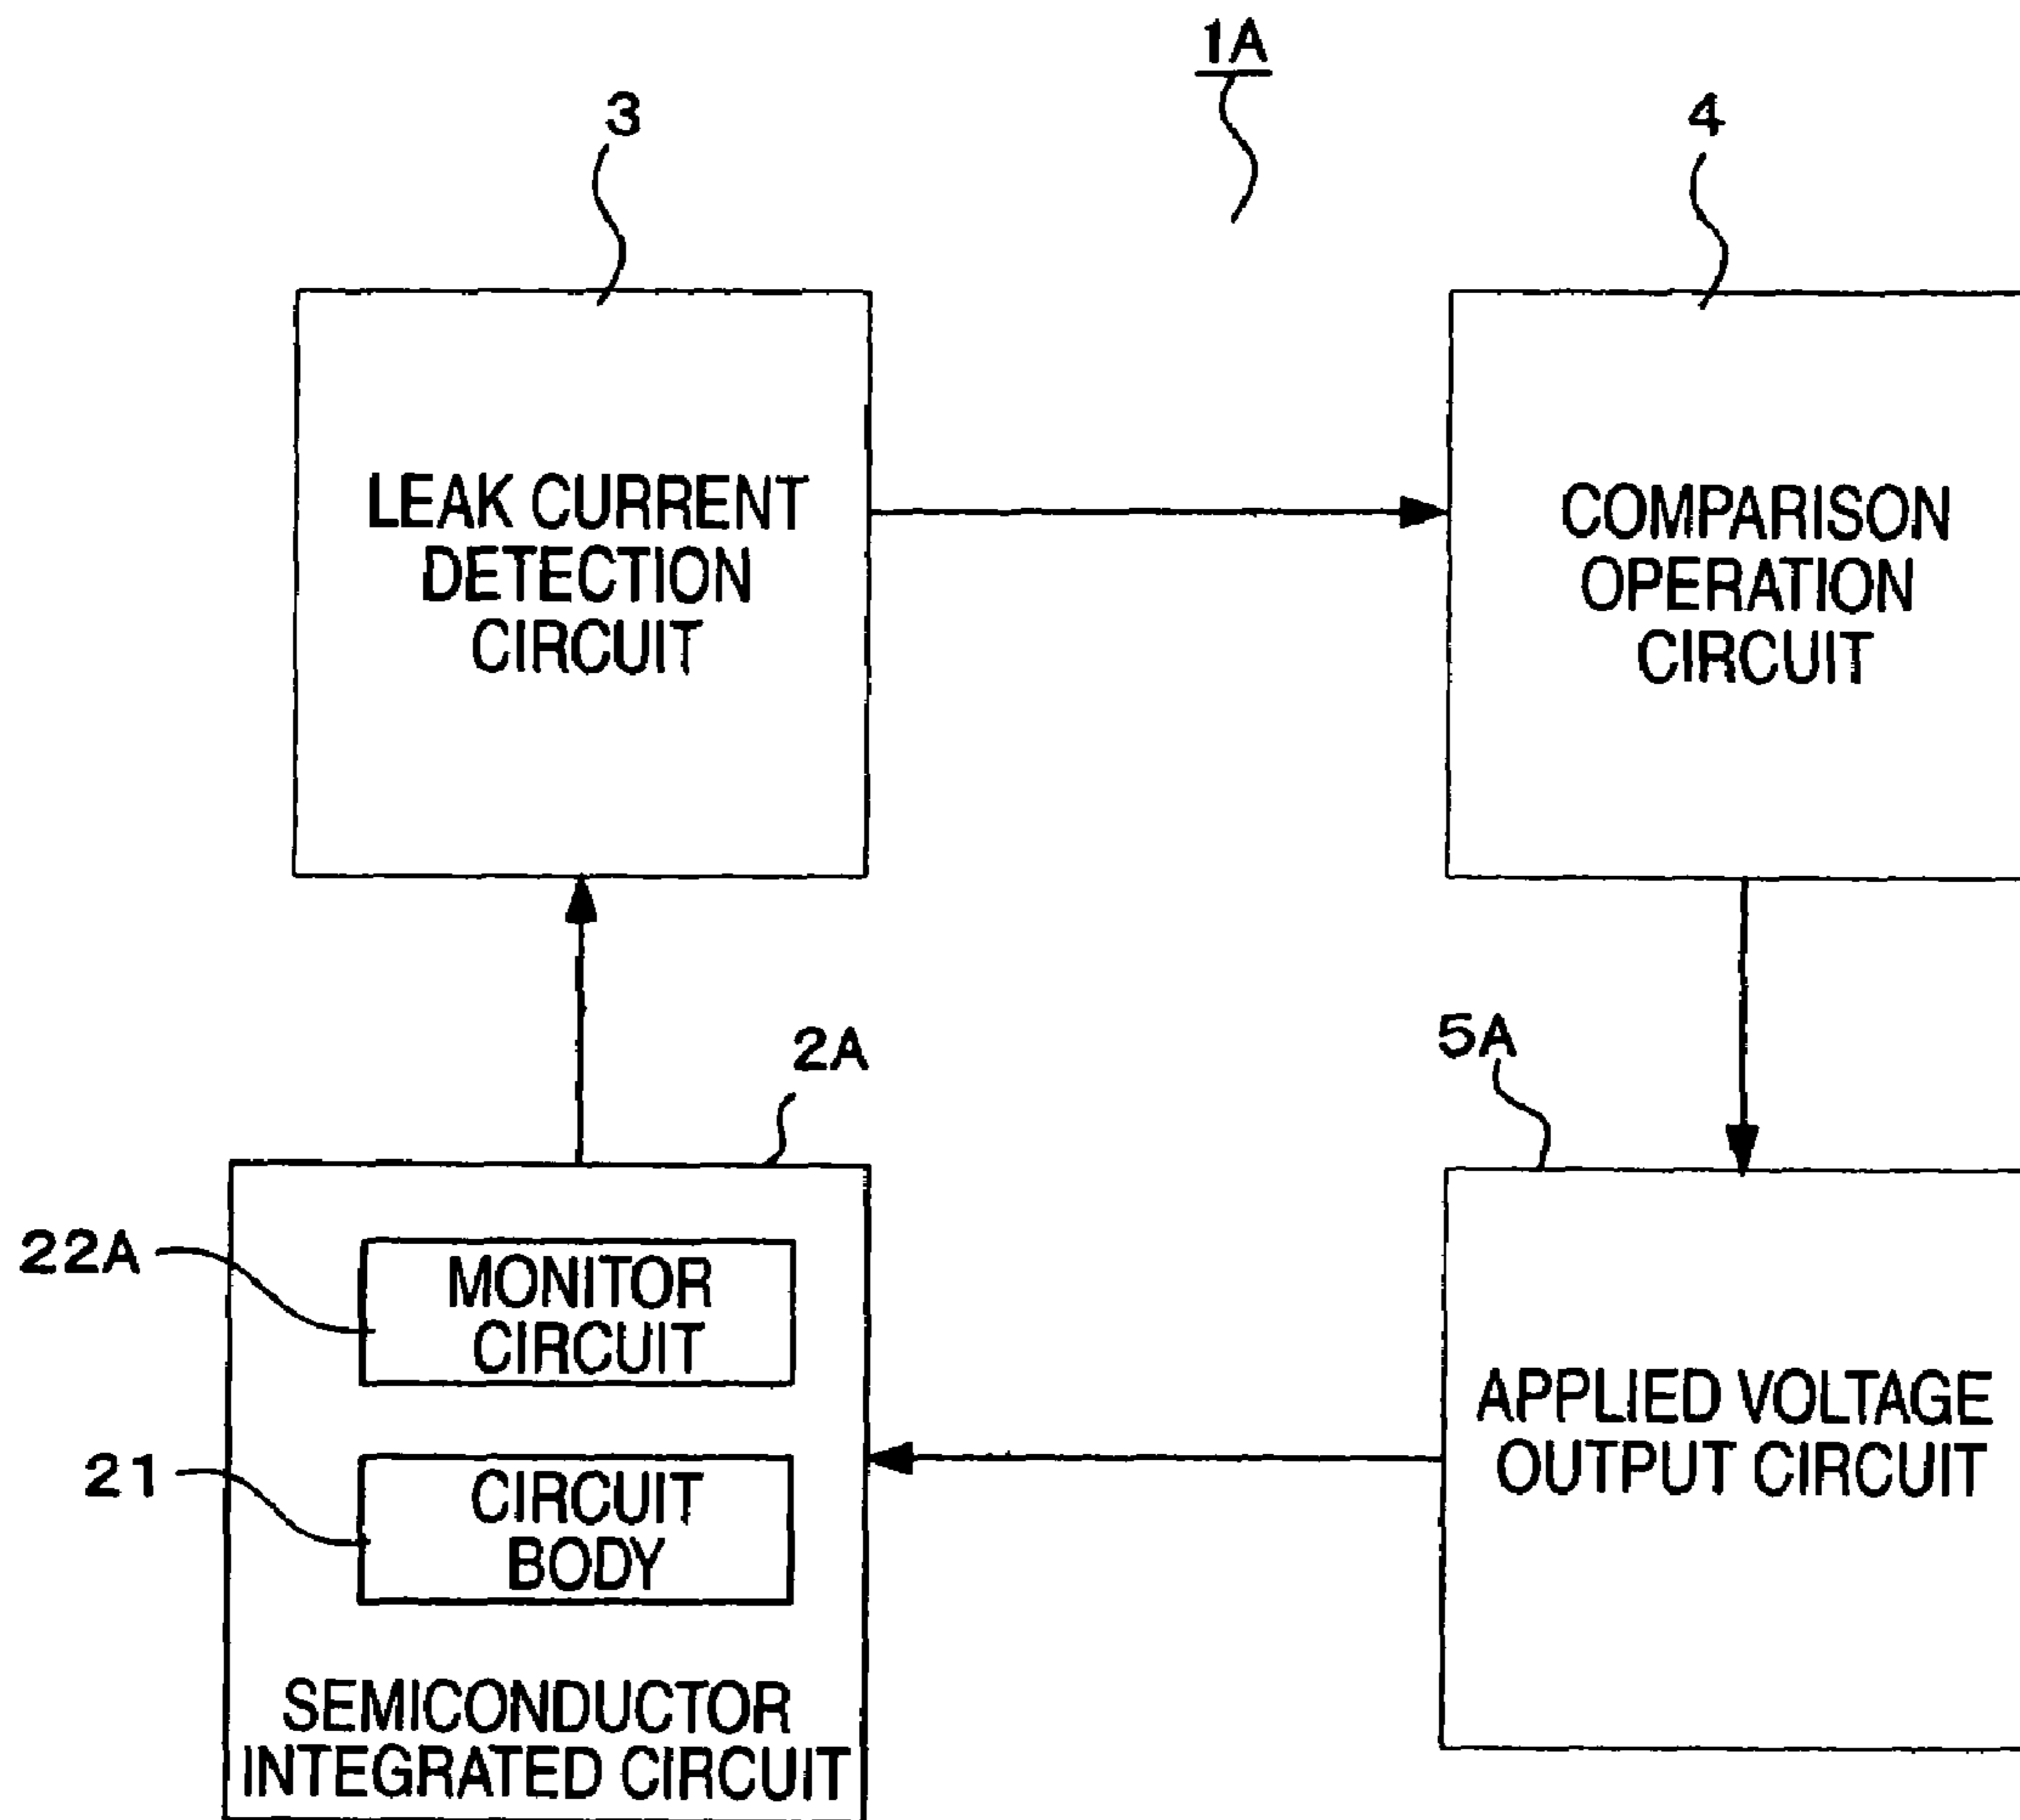 1A
3
4
LEAK CURRENT
DETECTION
CIRCUIT
COMPARISON
OPERATION
CIRCUIT
2A
5A
22A
MONITOR
CIRCUIT
21
CIRCUIT
BODY
SEMICONDUCTOR
INTEGRATED CIRCUIT
APPLIED VOLTAGE
OUTPUT CIRCUIT